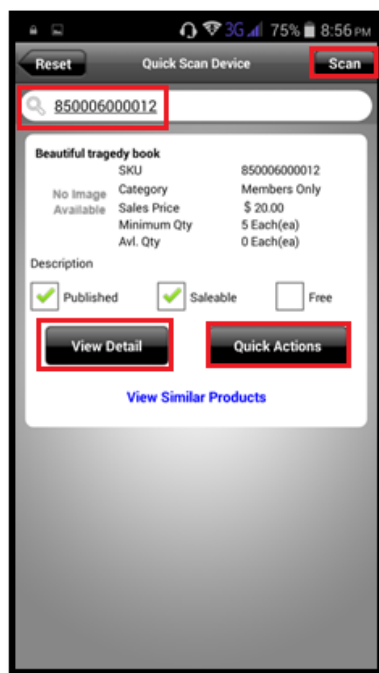 3G 75% 8:56 PM
Reset Quick Scan Device Scan
850006000012
Beautiful tragedy book
SKU 850006000012
No Image Available
Category Members Only
Sales Price $ 20.00
Minimum Qty 5 Each(ea)
Avl. Qty 0 Each(ea)
Description
Published Saleable Free
View Detail Quick Actions
View Similar Products